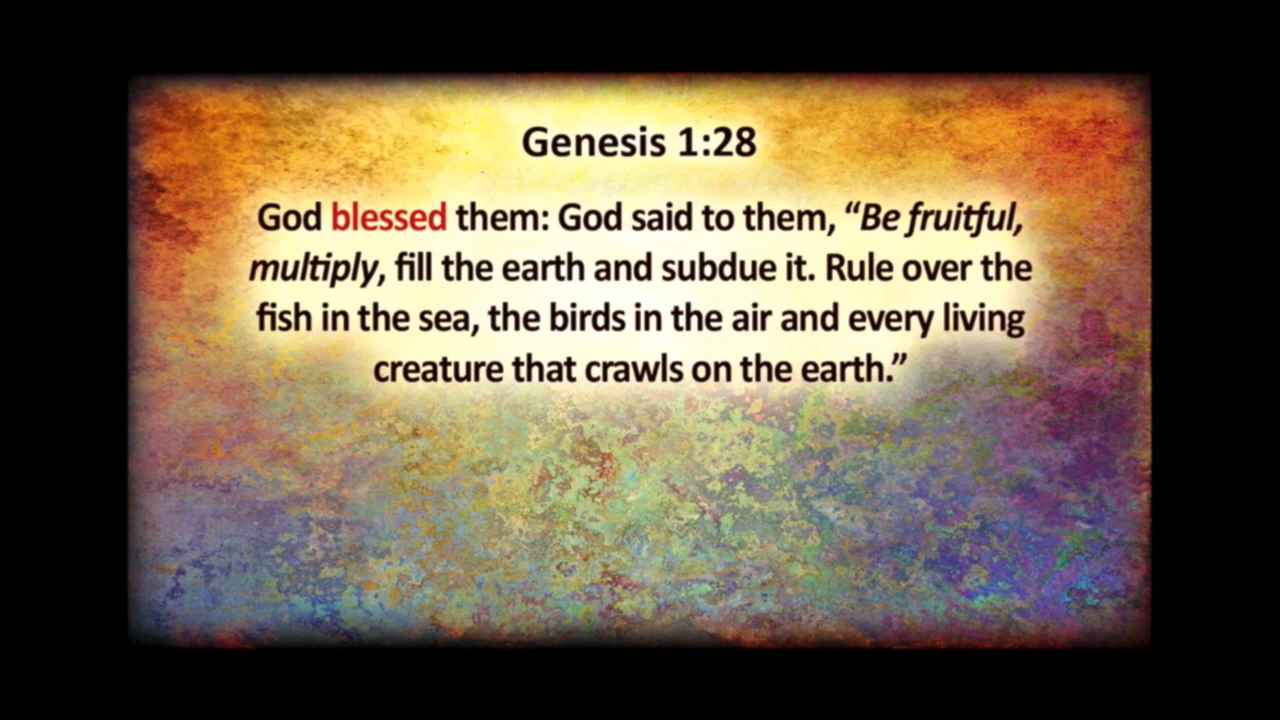 Genesis 1:28
God blessed them: God said to them, “Be fruitful,
multiply, fill the earth and subdue it. Rule over the
fish in the sea, the birds in the air and every living
creature that crawls on the earth.”